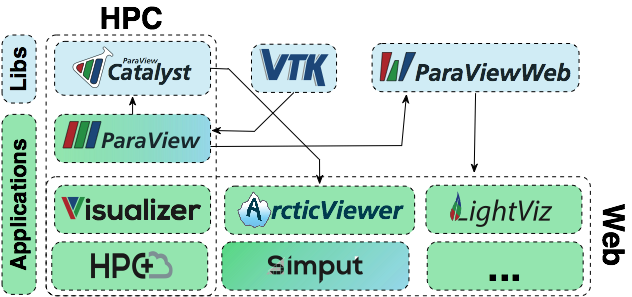 HPC
Libs
ParaView
Catalyst
VTK
ParaViewWeb
Applications
ParaView
Visualizer
ArcticViewer
LightViz
Web
HPC
Simput
...